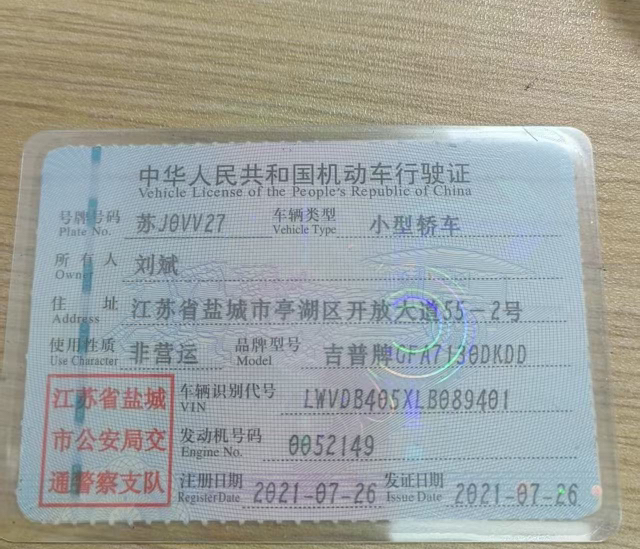 中华人民共和国机动车行驶证
Vehicle License of the People's Republic of China
号牌号码 苏J0VV27 车辆类型 小型轿车
Plate No. Vehicle Type
所有人 刘斌
Owner
住址 江苏省盐城市亭湖区开放大道55-2号
Address
使用性质 非营运 品牌型号 吉普牌GFA7130DKDD
Use Character Model
江苏省盐城
市公安局交
通警察支队
车辆识别代号 LWVDB405XLB089401
VIN
发动机号码 0052149
Engine No.
注册日期 2021-07-26 发证日期 2021-07-26
Register Date Issue Date